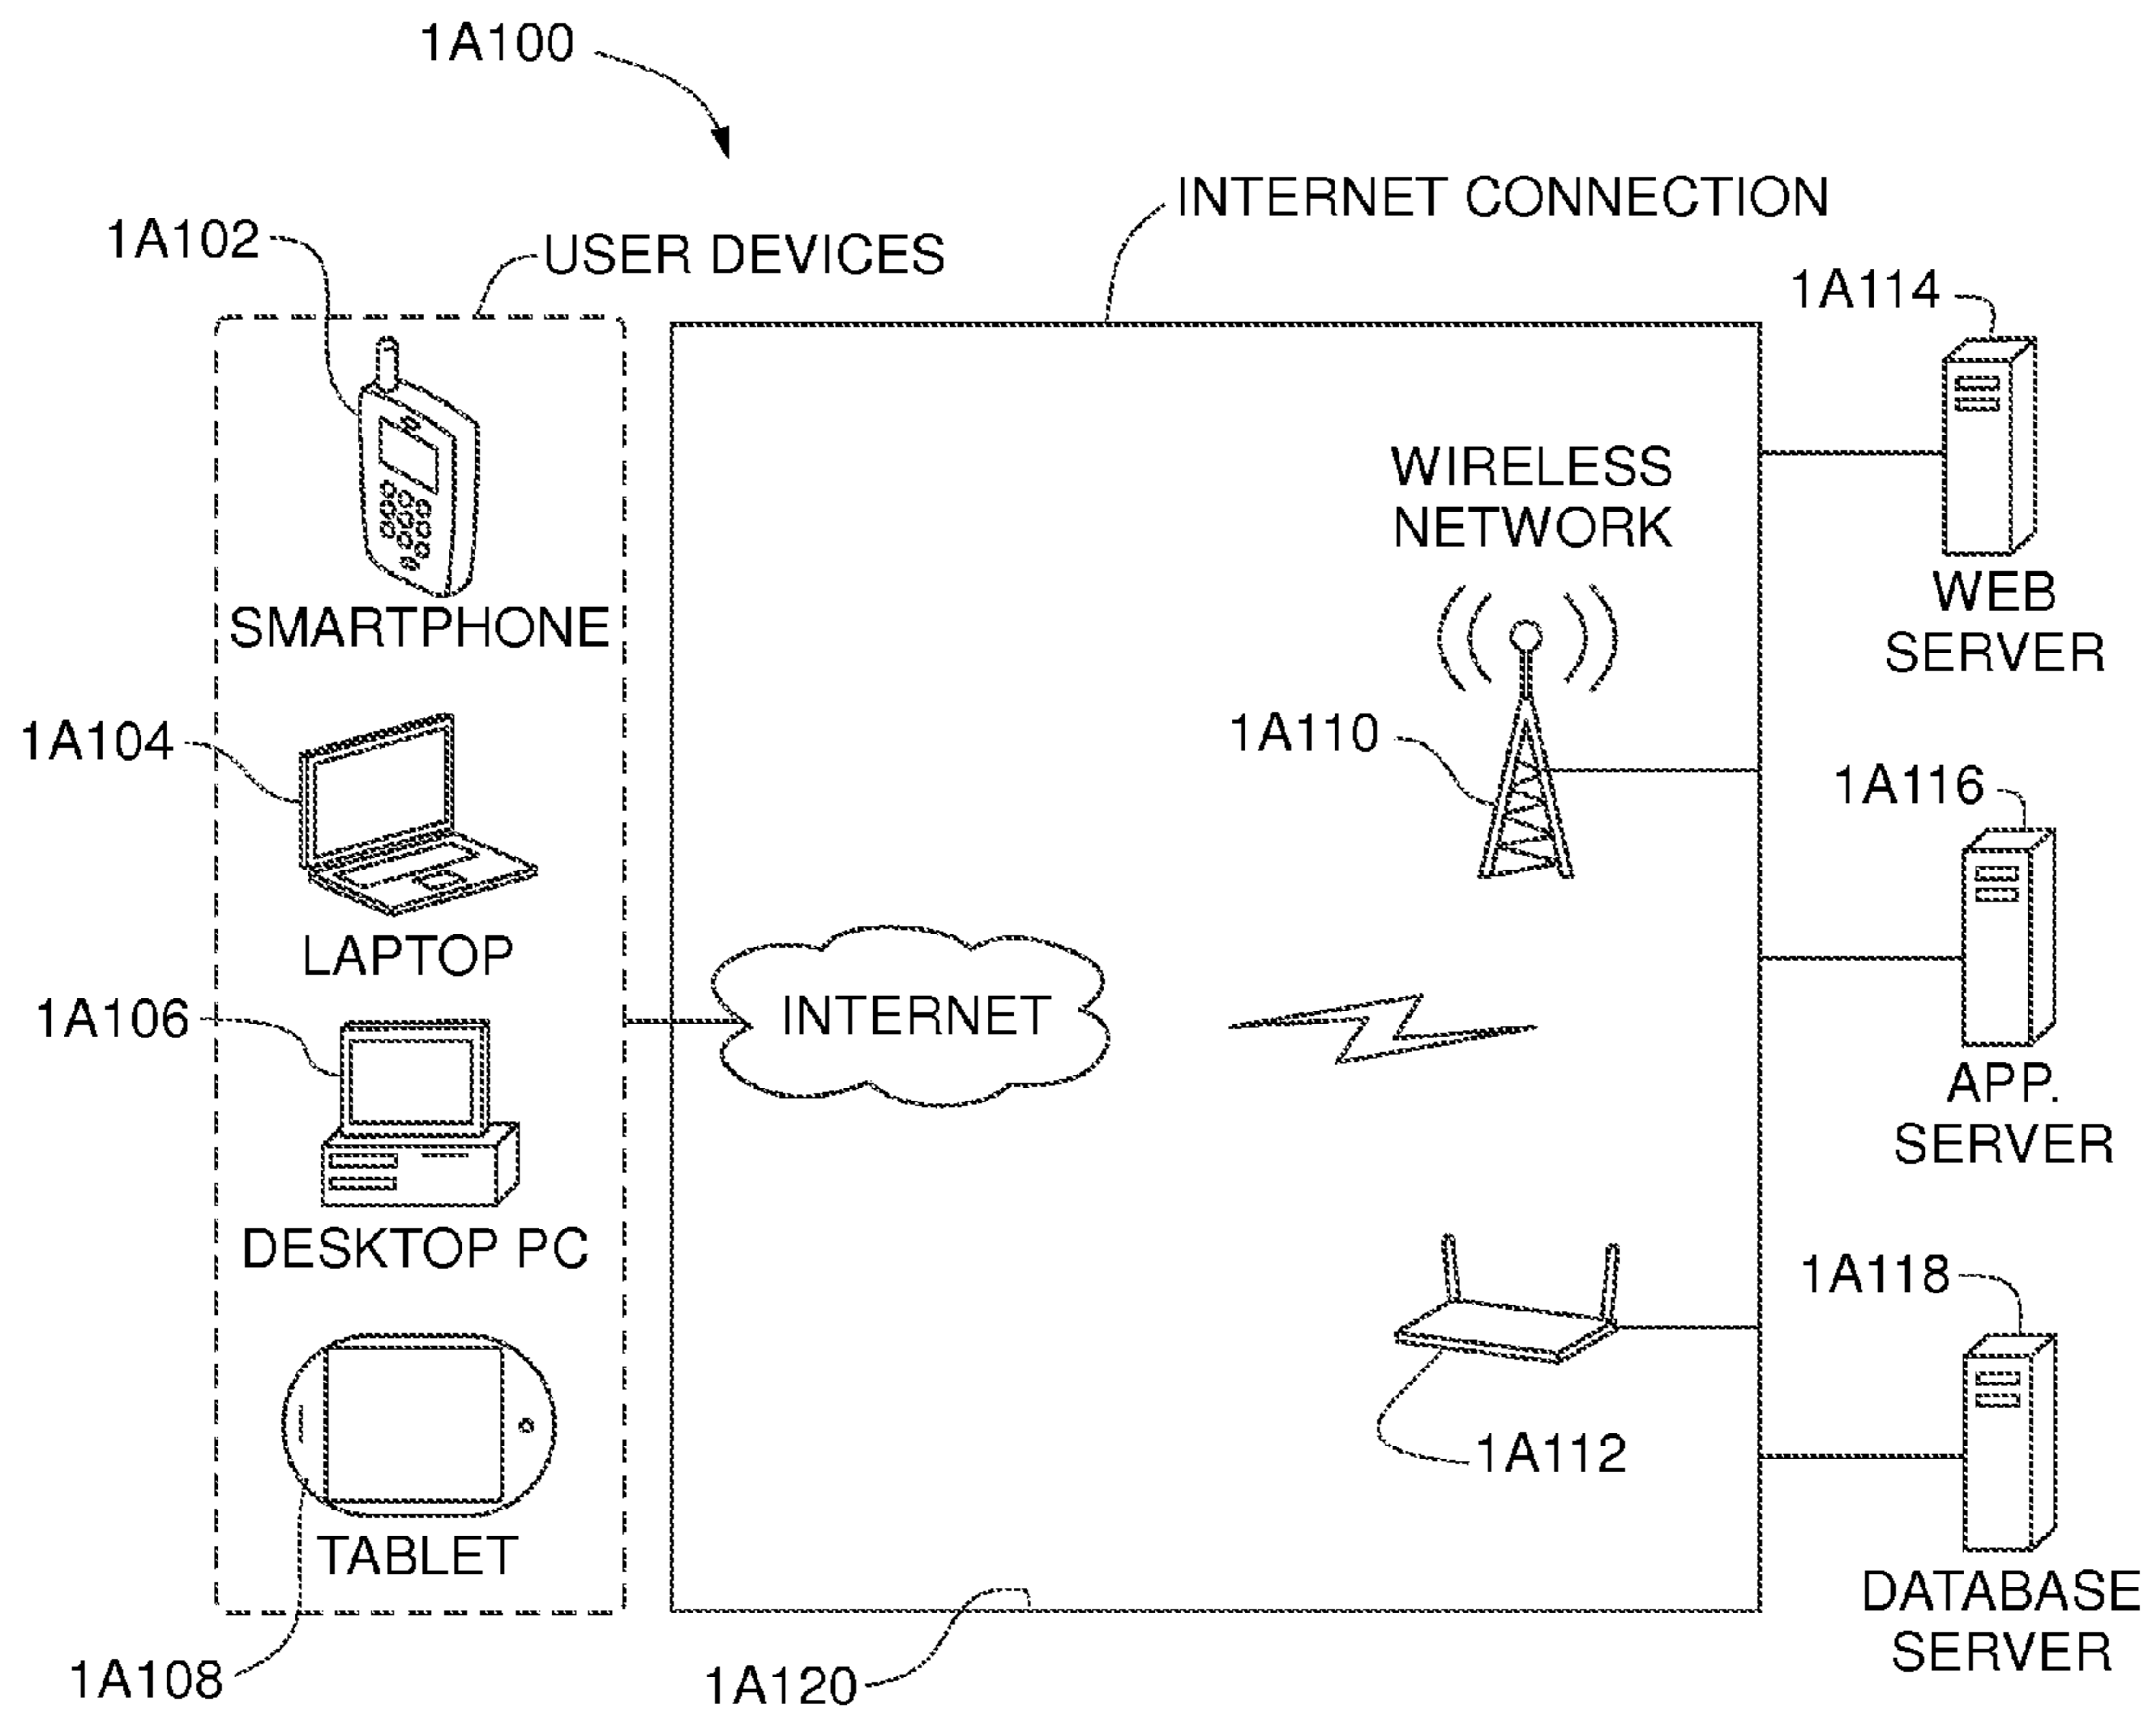 1A100
INTERNET CONNECTION
1A102
USER DEVICES
1A114
SMARTPHONE
WIRELESS
NETWORK
WEB
SERVER
1A104
1A110
1A116
LAPTOP
1A106
INTERNET
APP.
SERVER
DESKTOP PC
1A118
1A112
TABLET
DATABASE
SERVER
1A108
1A120